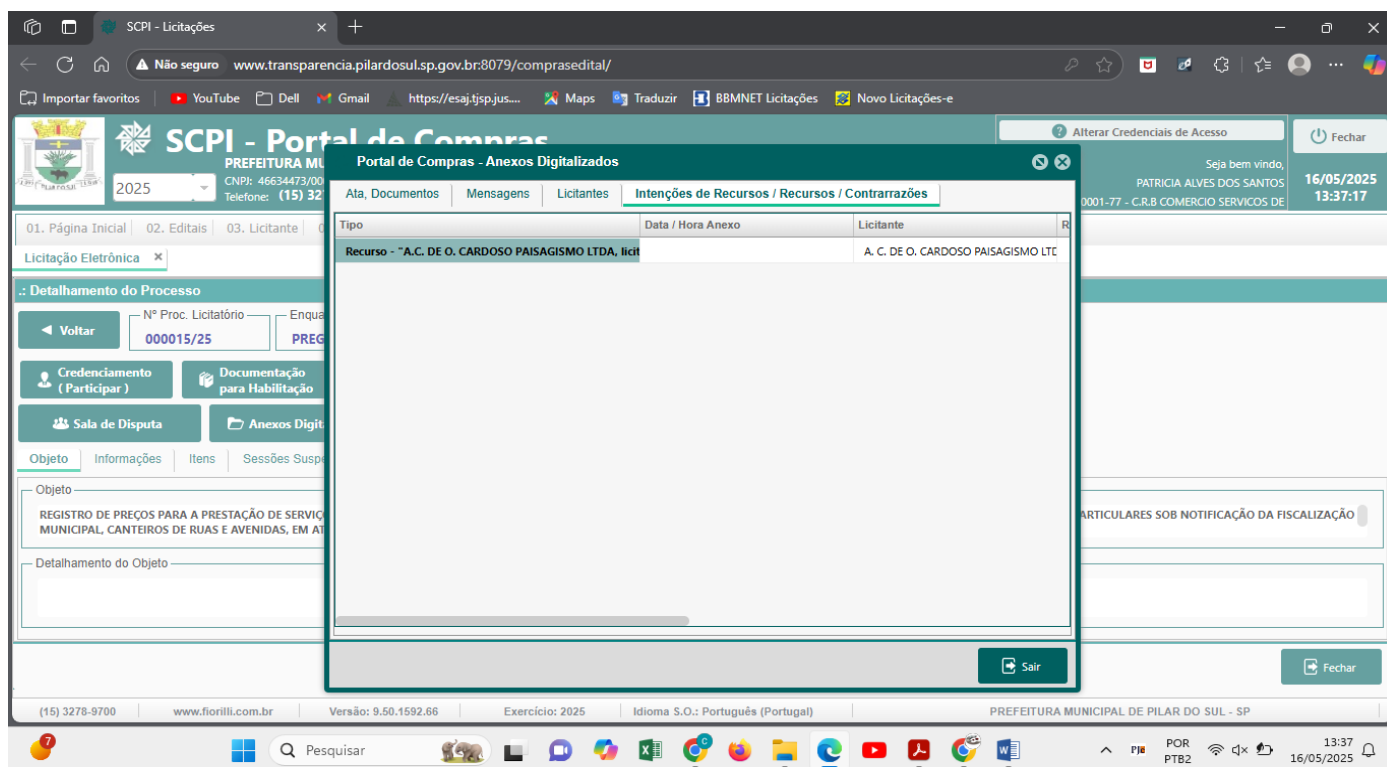 SCPI - Licitações
Não seguro www.transparencia.pilardosul.sp.gov.br:8079/comprasedital/
Importar favoritos YouTube Dell Gmail https://esaj.tjsp.jus.... Maps Traduzir BBMNET Licitações Novo Licitações-e
SCPI - Portal de Compras
PREFEITURA MU
CNPJ: 46634473/00
Telefone: (15) 32
2025
Alterar Credenciais de Acesso
Fechar
Seja bem vindo,
PATRICIA ALVES DOS SANTOS
0001-77 - C.R.B COMERCIO SERVICOS DE
16/05/2025
13:37:17
01. Página Inicial 02. Editais 03. Licitante
Licitação Eletrônica
.: Detalhamento do Processo
Voltar
Nº Proc. Licitatório
000015/25
Enqua
PREG
Credenciamento
( Participar )
Documentação
para Habilitação
Sala de Disputa
Anexos Digit
Objeto Informações Itens Sessões Suspe
Objeto
REGISTRO DE PREÇOS PARA A PRESTAÇÃO DE SERVIÇ
ARTICULARES SOB NOTIFICAÇÃO DA FISCALIZAÇÃO
MUNICIPAL, CANTEIROS DE RUAS E AVENIDAS, EM AT
Detalhamento do Objeto
Portal de Compras - Anexos Digitalizados
Ata, Documentos Mensagens Licitantes Intenções de Recursos / Recursos / Contrarrazões
Tipo Data / Hora Anexo Licitante R
Recurso - "A.C. DE O. CARDOSO PAISAGISMO LTDA, licit A. C. DE O. CARDOSO PAISAGISMO LTD
Sair
Fechar
(15) 3278-9700 www.fiorilli.com.br Versão: 9.50.1592.66 Exercício: 2025 Idioma S.O.: Português (Portugal) PREFEITURA MUNICIPAL DE PILAR DO SUL - SP
7
Pesquisar
PJe
POR
PTB2
13:37
16/05/2025